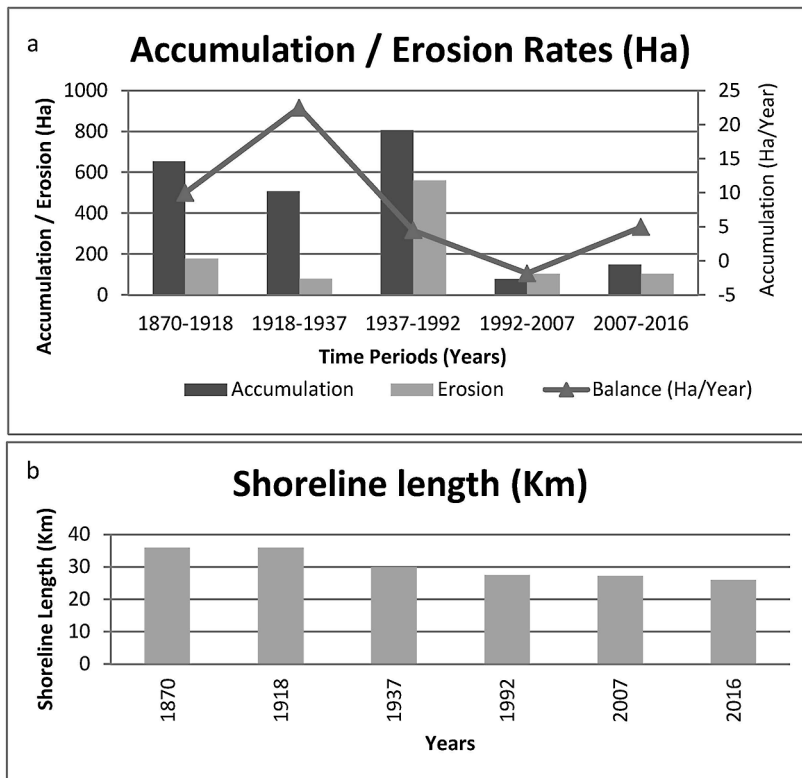 a
Accumulation / Erosion Rates (Ha)
Accumulation / Erosion (Ha)
1000
800
600
400
200
0
25
20
15
10
5
0
-5
Accumulation (Ha/Year)
1870-1918 1918-1937 1937-1992 1992-2007 2007-2016
Time Periods (Years)
Accumulation Erosion Balance (Ha/Year)
b
Shoreline length (Km)
Shoreline Length (Km)
40
30
20
10
0
1870 1918 1937 1992 2007 2016
Years